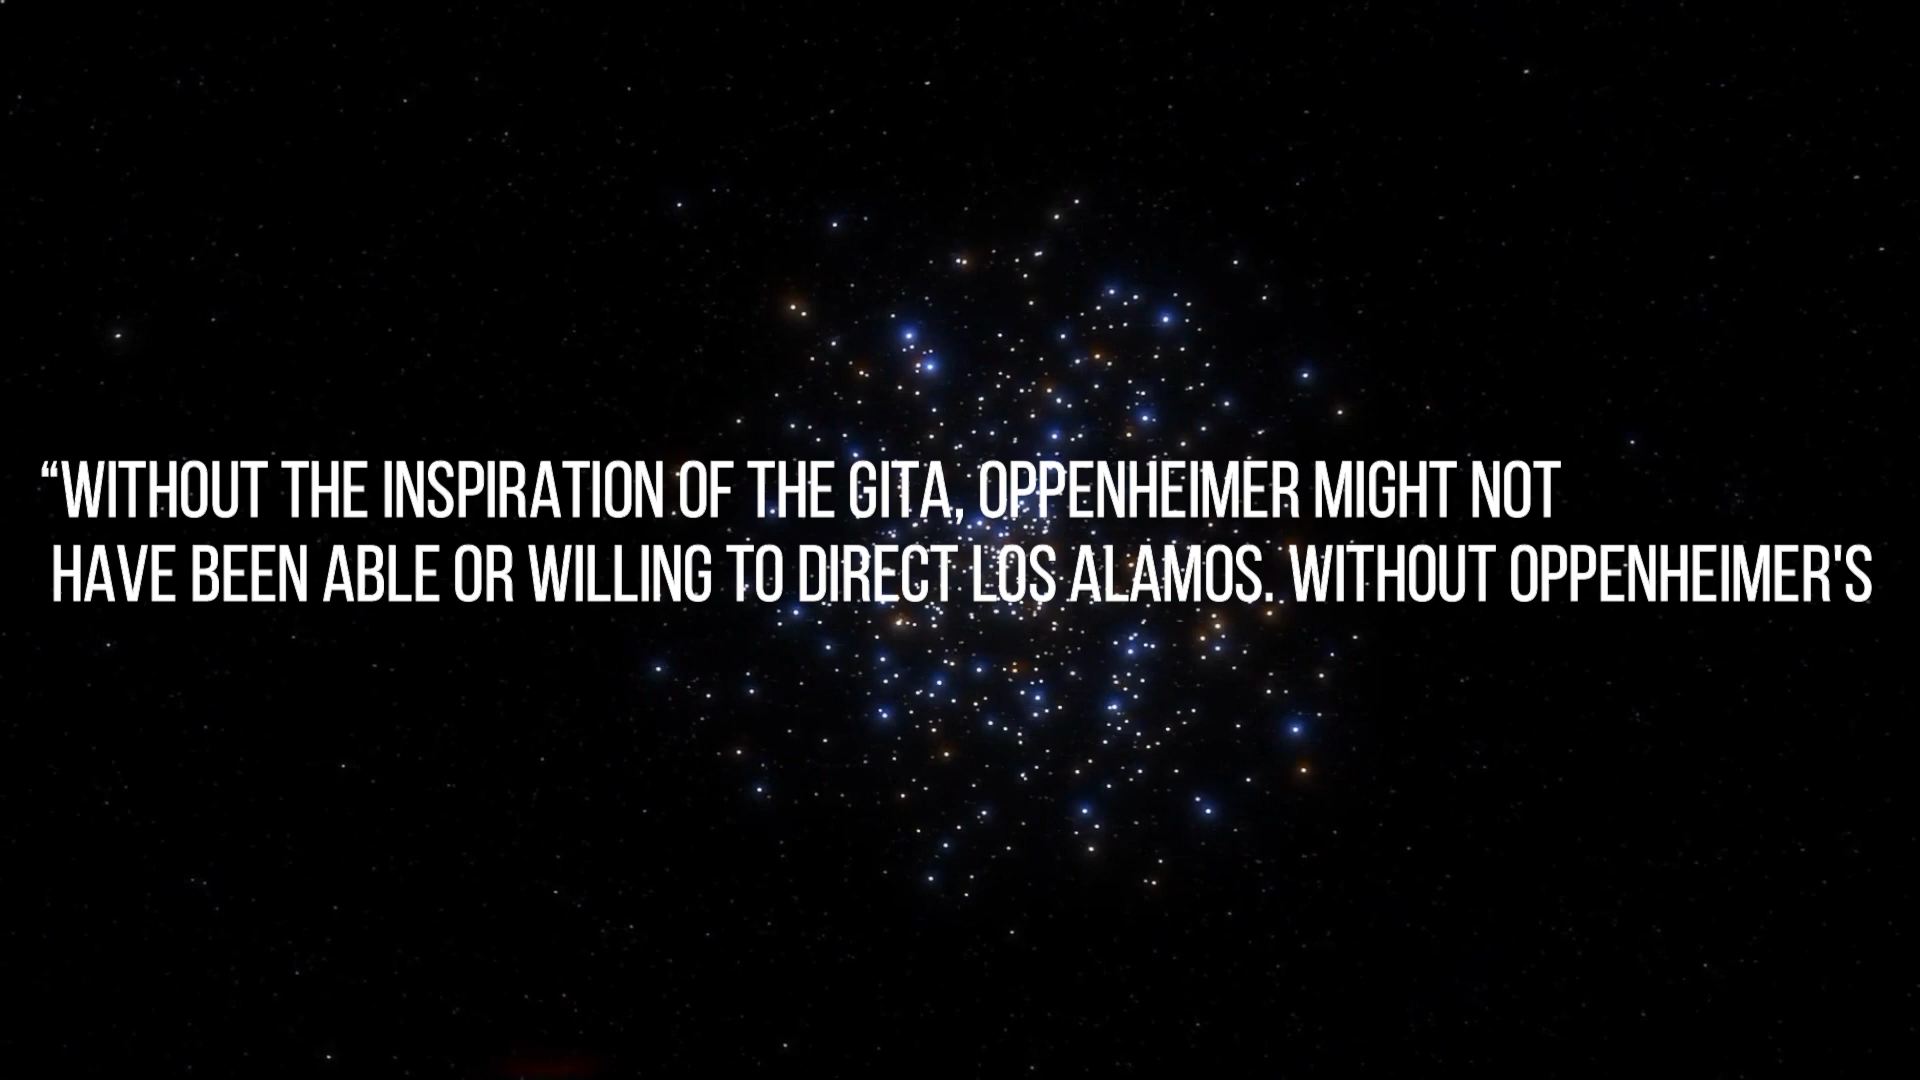 “WITHOUT THE INSPIRATION OF THE GITA, OPPENHEIMER MIGHT NOT
HAVE BEEN ABLE OR WILLING TO DIRECT LOS ALAMOS. WITHOUT OPPENHEIMER'S